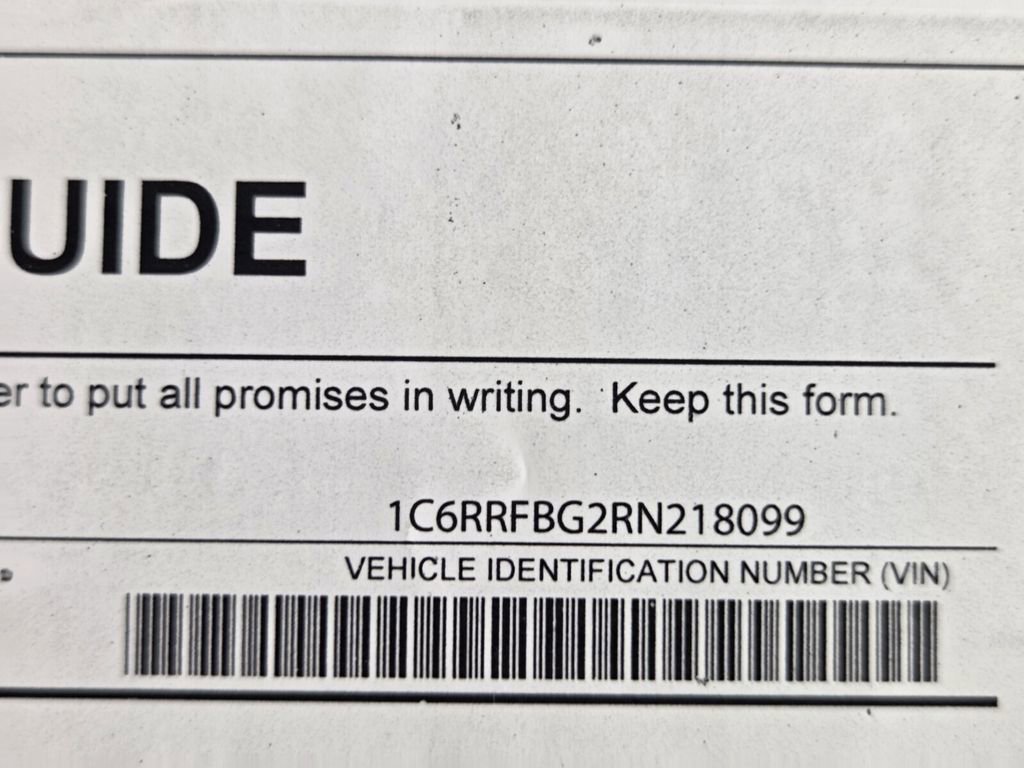 UIDE
er to put all promises in writing. Keep this form.
1C6RRFBG2RN218099
VEHICLE IDENTIFICATION NUMBER (VIN)